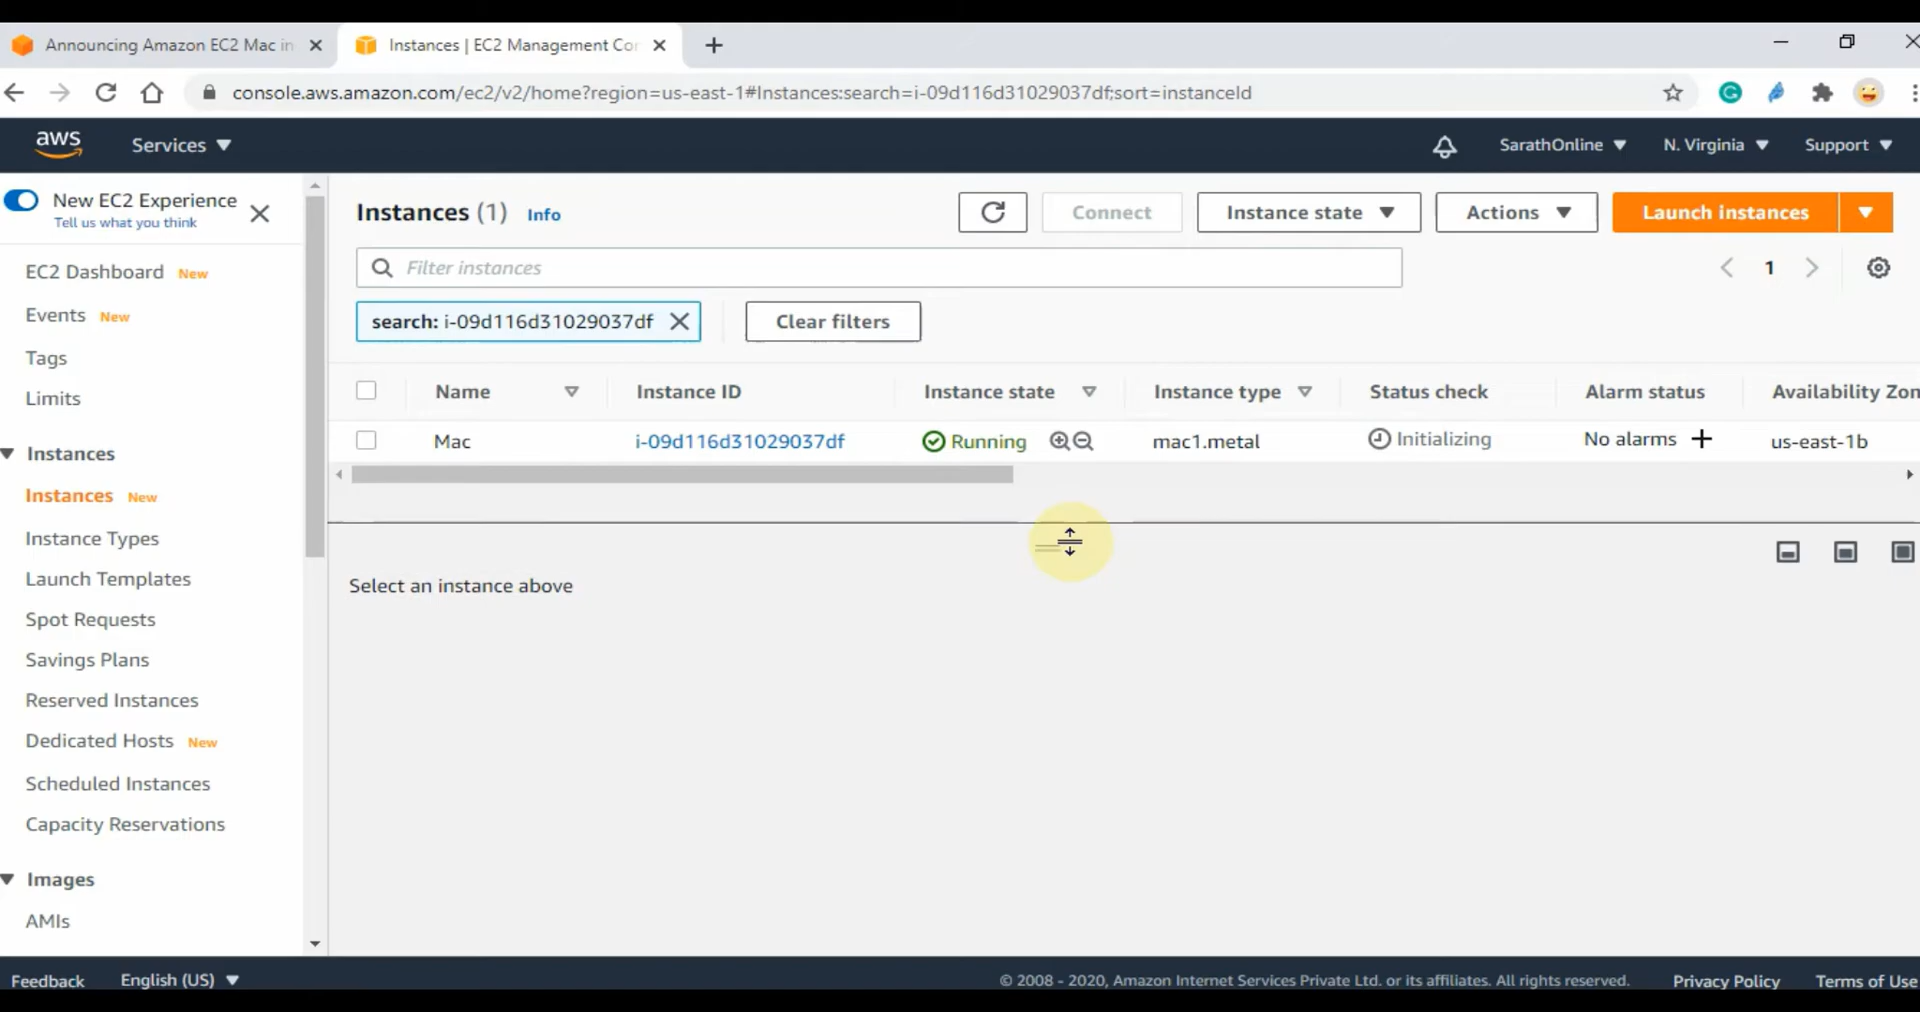 Announcing Amazon EC2 Mac in
Instances | EC2 Management Con
console.aws.amazon.com/ec2/v2/home?region=us-east-1#Instances:search=i-09d116d31029037df;sort=instanceId
aws
Services
SarathOnline
N. Virginia
Support
New EC2 Experience
Tell us what you think
EC2 Dashboard New
Events New
Tags
Limits
Instances
Instances New
Instance Types
Launch Templates
Spot Requests
Savings Plans
Reserved Instances
Dedicated Hosts New
Scheduled Instances
Capacity Reservations
Images
AMIs
Instances (1) Info
Connect
Instance state
Actions
Launch instances
Filter instances
1
search: i-09d116d31029037df
Clear filters
Name Instance ID Instance state Instance type Status check Alarm status Availability Zon
Mac i-09d116d31029037df Running mac1.metal Initializing No alarms + us-east-1b
Select an instance above
Feedback English (US) © 2008 - 2020, Amazon Internet Services Private Ltd. or its affiliates. All rights reserved. Privacy Policy Terms of Use